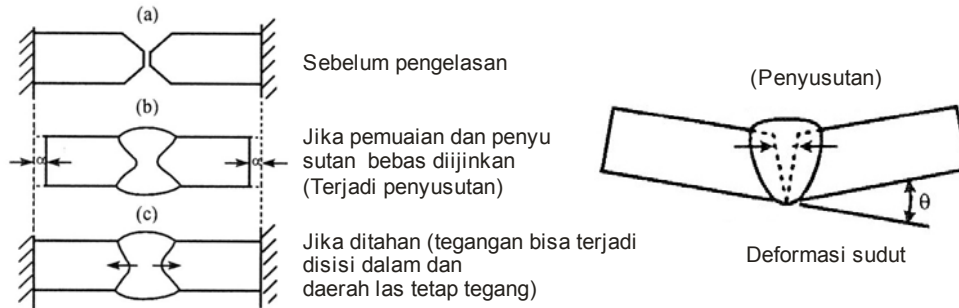 (a)
Sebelum pengelasan
(b)
α
α
Jika pemuaian dan penyu
sutan bebas diijinkan
(Terjadi penyusutan)
(c)
Jika ditahan (tegangan bisa terjadi
disisi dalam dan
daerah las tetap tegang)
(Penyusutan)
θ
Deformasi sudut